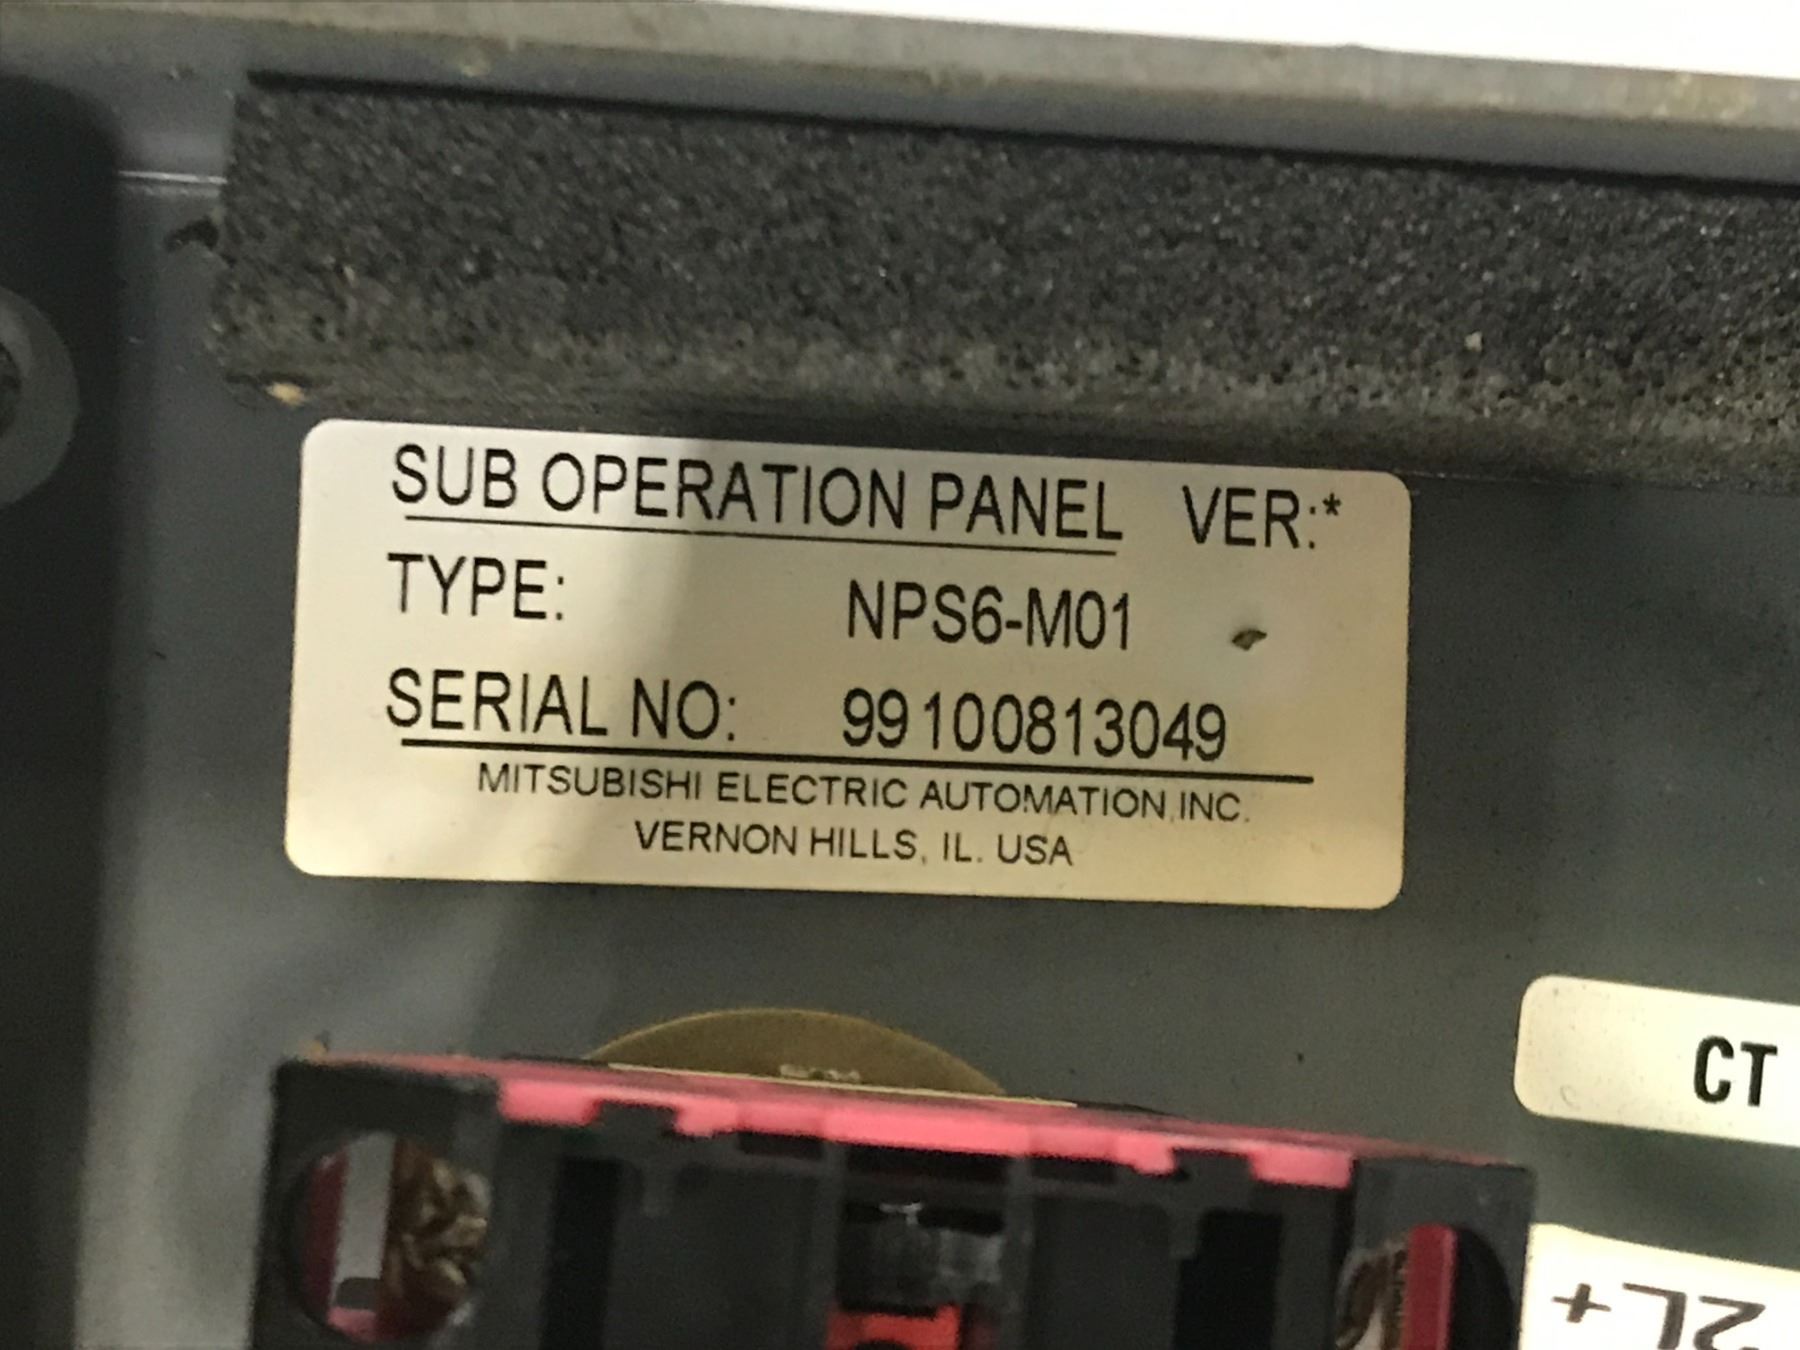 SUB OPERATION PANEL VER:*
TYPE: NPS6-M01
SERIAL NO: 99100813049
MITSUBISHI ELECTRIC AUTOMATION, INC.
VERNON HILLS, IL. USA
CT
2L+